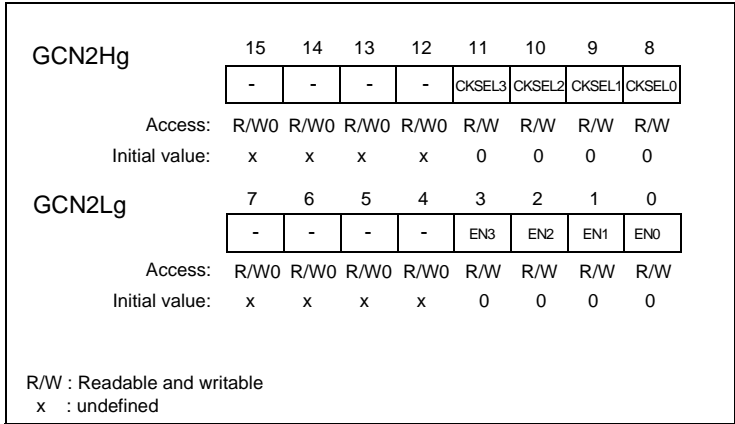 GCN2Hg 15 14 13 12 11 10 9 8
- - - - CKSEL3 CKSEL2 CKSEL1 CKSEL0
Access: R/W0 R/W0 R/W0 R/W0 R/W R/W R/W R/W
Initial value: x x x x 0 0 0 0
GCN2Lg 7 6 5 4 3 2 1 0
- - - - EN3 EN2 EN1 EN0
Access: R/W0 R/W0 R/W0 R/W0 R/W R/W R/W R/W
Initial value: x x x x 0 0 0 0
R/W : Readable and writable
x : undefined